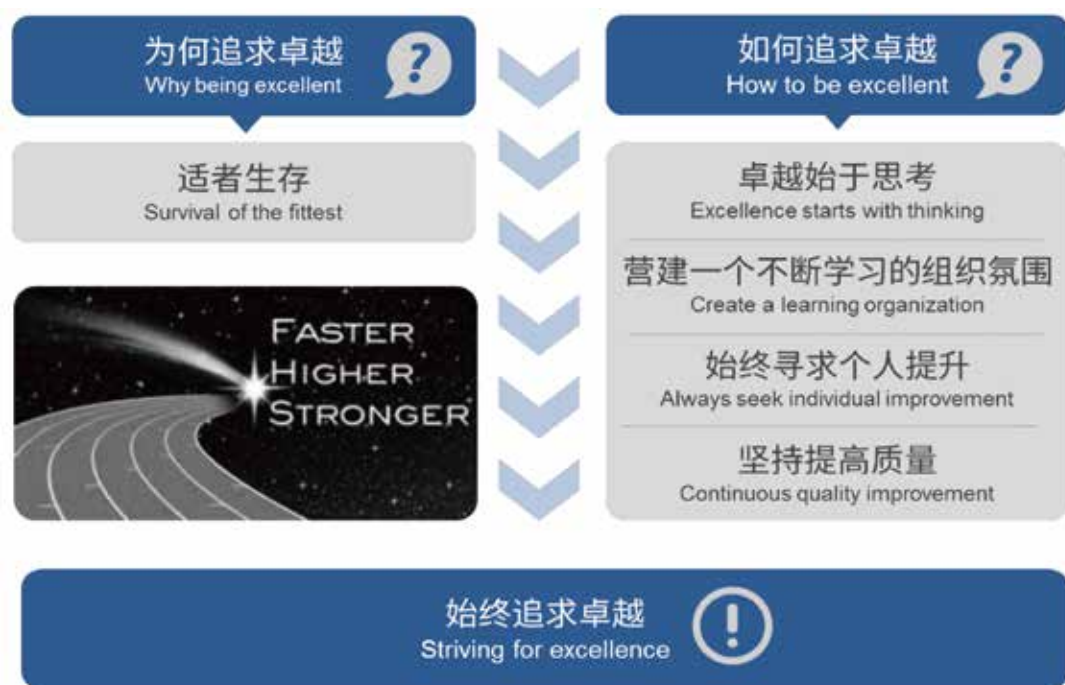 为何追求卓越
Why being excellent
?
适者生存
Survival of the fittest
FASTER
HIGHER
STRONGER
如何追求卓越
How to be excellent
?
卓越始于思考
Excellence starts with thinking
营建一个不断学习的组织氛围
Create a learning organization
始终寻求个人提升
Always seek individual improvement
坚持提高质量
Continuous quality improvement
始终追求卓越
Striving for excellence
!